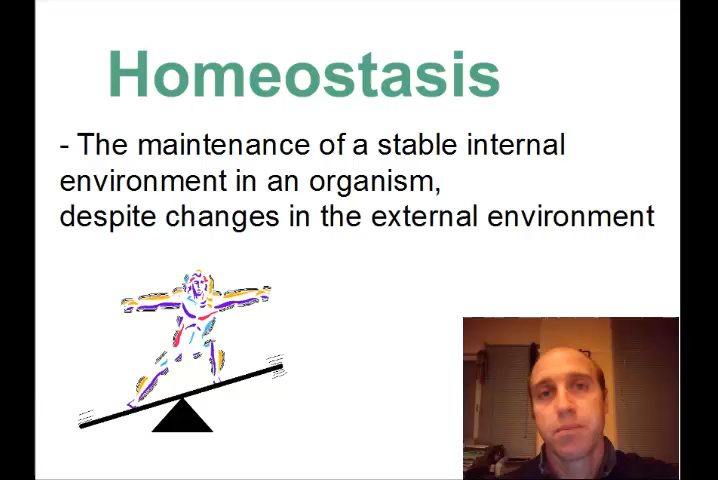 Homeostasis
- The maintenance of a stable internal
environment in an organism,
despite changes in the external environment